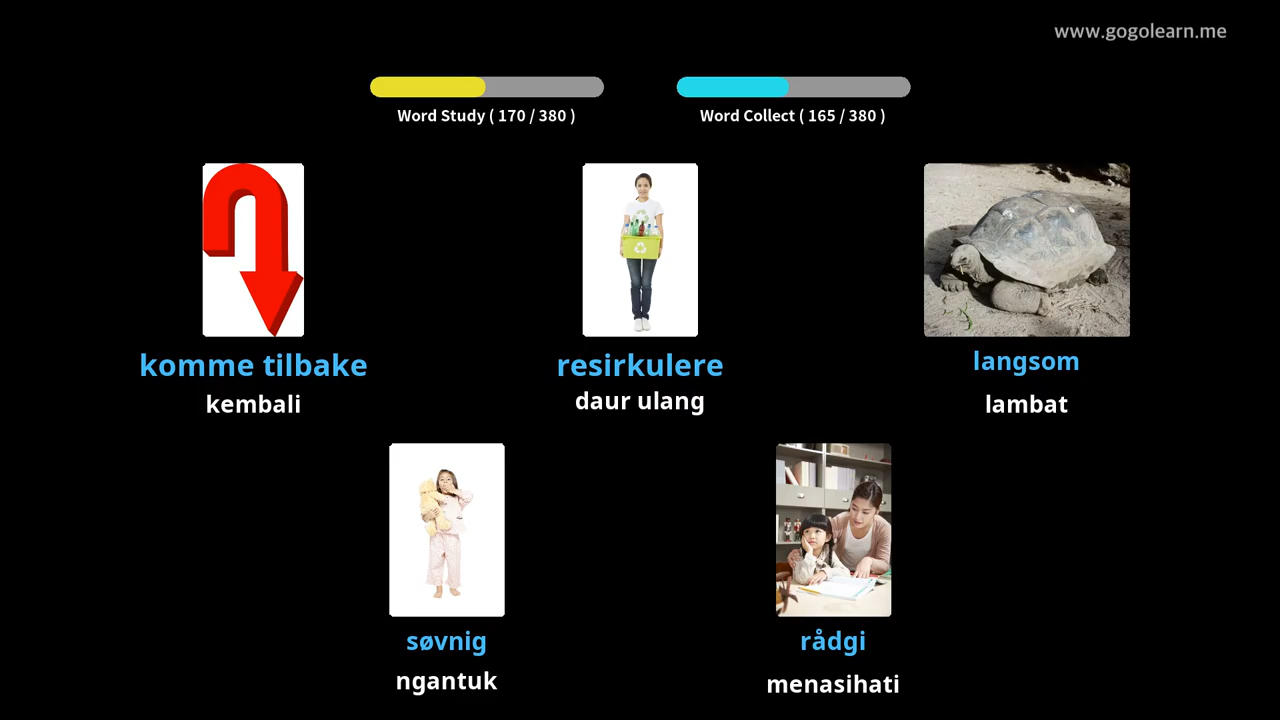 www.gogolearn.me
Word Study ( 170 / 380 )
Word Collect ( 165 / 380 )
komme tilbake
kembali
resirkulere
daur ulang
langsom
lambat
søvnig
ngantuk
rådgi
menasihati